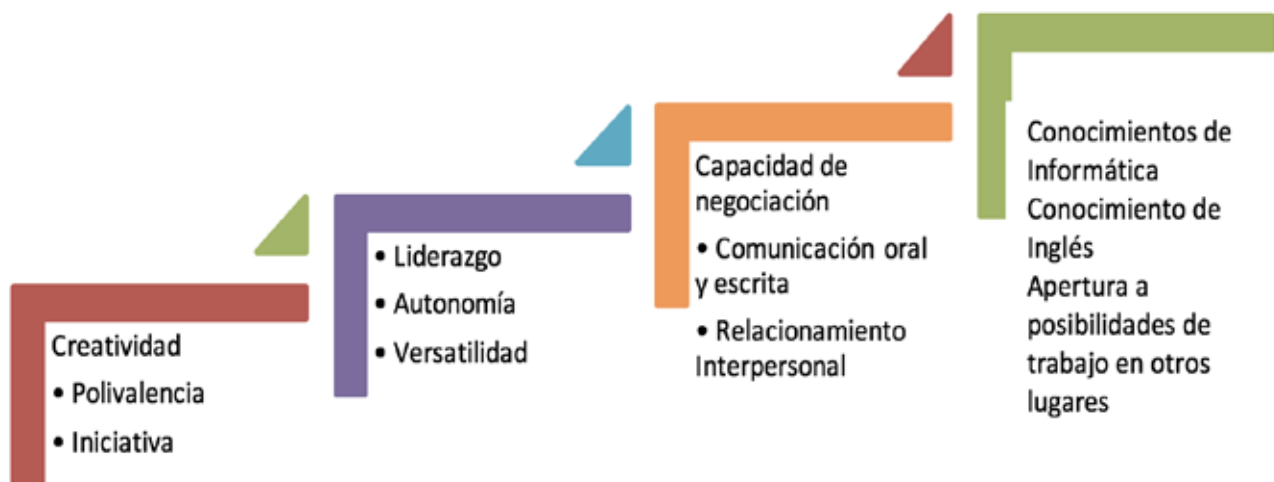 Creatividad
• Polivalencia
• Iniciativa
• Liderazgo
• Autonomía
• Versatilidad
Capacidad de
negociación
• Comunicación oral
y escrita
• Relacionamiento
Interpersonal
Conocimientos de
Informática
Conocimiento de
Inglés
Apertura a
posibilidades de
trabajo en otros
lugares